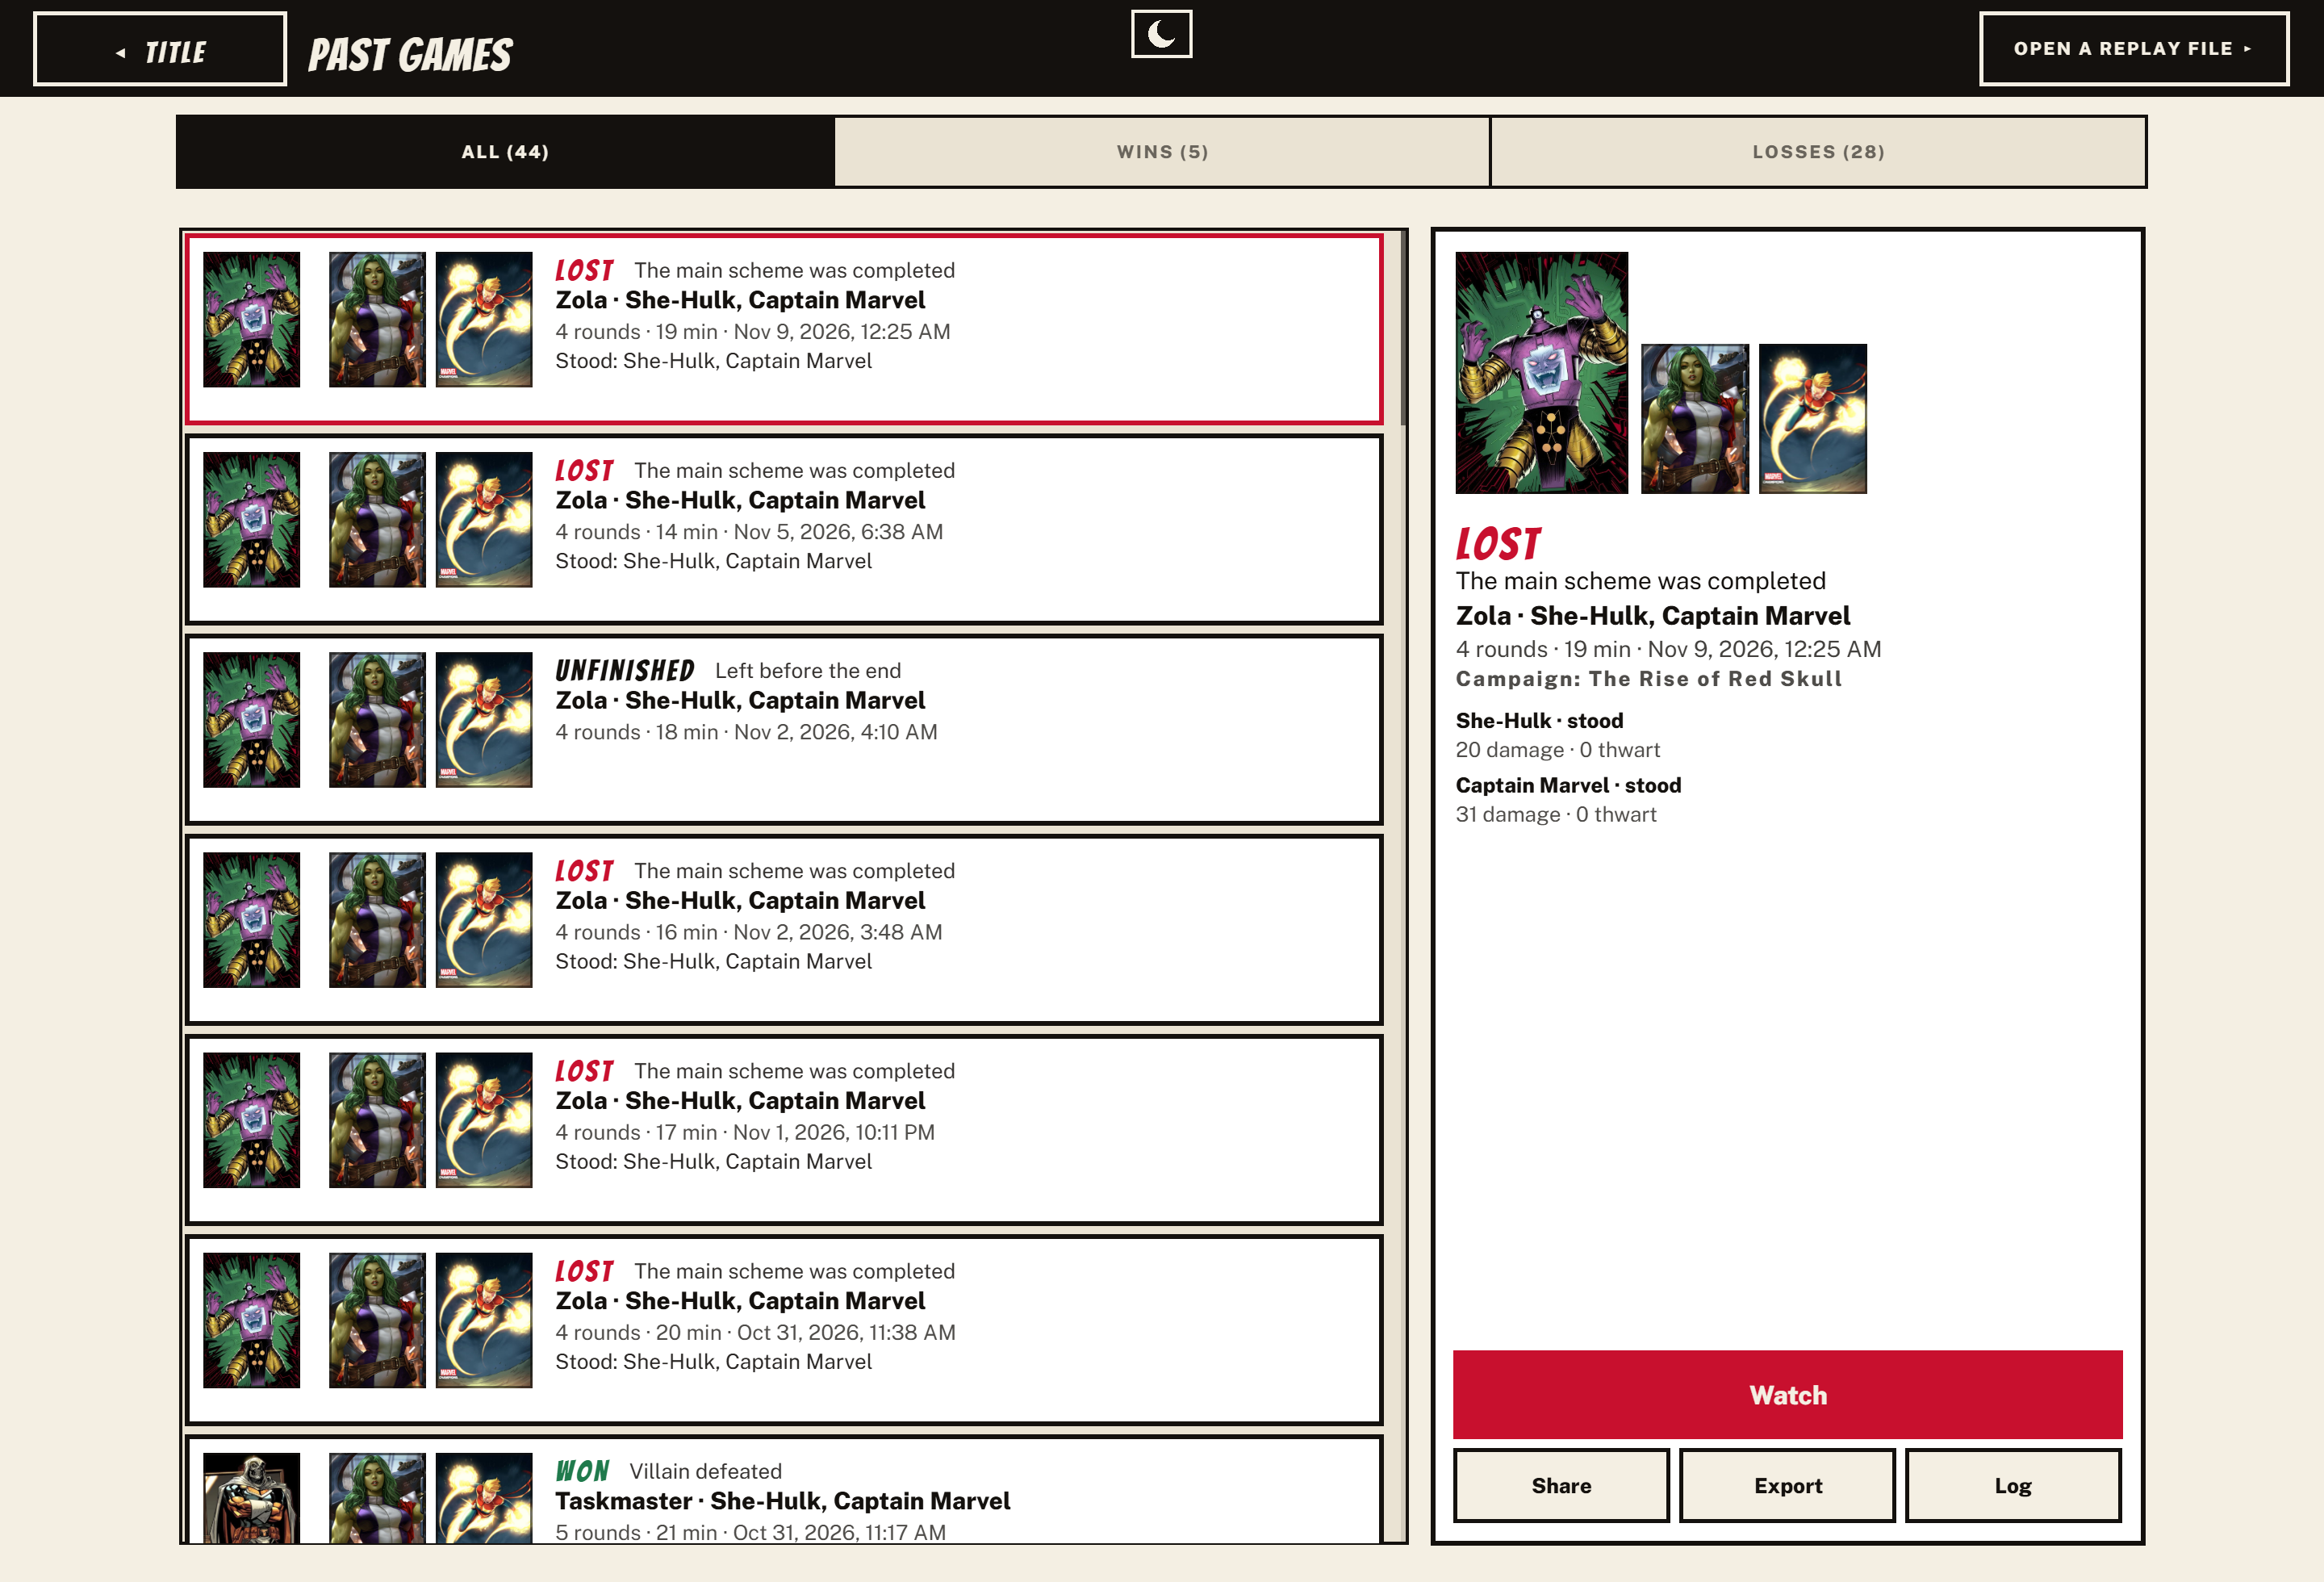 TITLE
PAST GAMES
OPEN A REPLAY FILE
ALL (44)
WINS (5)
LOSSES (28)
LOST The main scheme was completed
Zola · She-Hulk, Captain Marvel
4 rounds · 19 min · Nov 9, 2026, 12:25 AM
Stood: She-Hulk, Captain Marvel
LOST The main scheme was completed
Zola · She-Hulk, Captain Marvel
4 rounds · 14 min · Nov 5, 2026, 6:38 AM
Stood: She-Hulk, Captain Marvel
UNFINISHED Left before the end
Zola · She-Hulk, Captain Marvel
4 rounds · 18 min · Nov 2, 2026, 4:10 AM
LOST The main scheme was completed
Zola · She-Hulk, Captain Marvel
4 rounds · 16 min · Nov 2, 2026, 3:48 AM
Stood: She-Hulk, Captain Marvel
LOST The main scheme was completed
Zola · She-Hulk, Captain Marvel
4 rounds · 17 min · Nov 1, 2026, 10:11 PM
Stood: She-Hulk, Captain Marvel
LOST The main scheme was completed
Zola · She-Hulk, Captain Marvel
4 rounds · 20 min · Oct 31, 2026, 11:38 AM
Stood: She-Hulk, Captain Marvel
WON Villain defeated
Taskmaster · She-Hulk, Captain Marvel
5 rounds · 21 min · Oct 31, 2026, 11:17 AM
LOST
The main scheme was completed
Zola · She-Hulk, Captain Marvel
4 rounds · 19 min · Nov 9, 2026, 12:25 AM
Campaign: The Rise of Red Skull
She-Hulk · stood
20 damage · 0 thwart
Captain Marvel · stood
31 damage · 0 thwart
Watch
Share
Export
Log